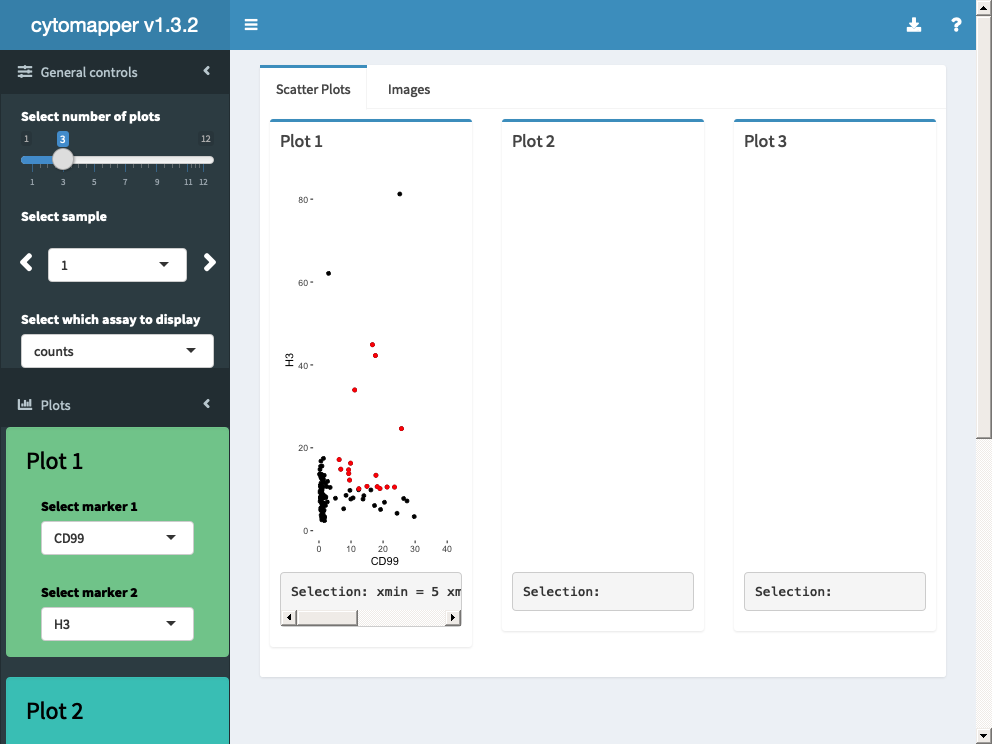 cytomapper v1.3.2
General controls
Select number of plots
1 3 12
1 3 5 7 9 11 12
Select sample
1
Select which assay to display
counts
Plots
Plot 1
Select marker 1
CD99
Select marker 2
H3
Plot 2
?
Scatter Plots Images
Plot 1
80
60
40
20
0
H3
0 10 20 30 40
CD99
Selection: xmin = 5 xm
Plot 2
Selection:
Plot 3
Selection: